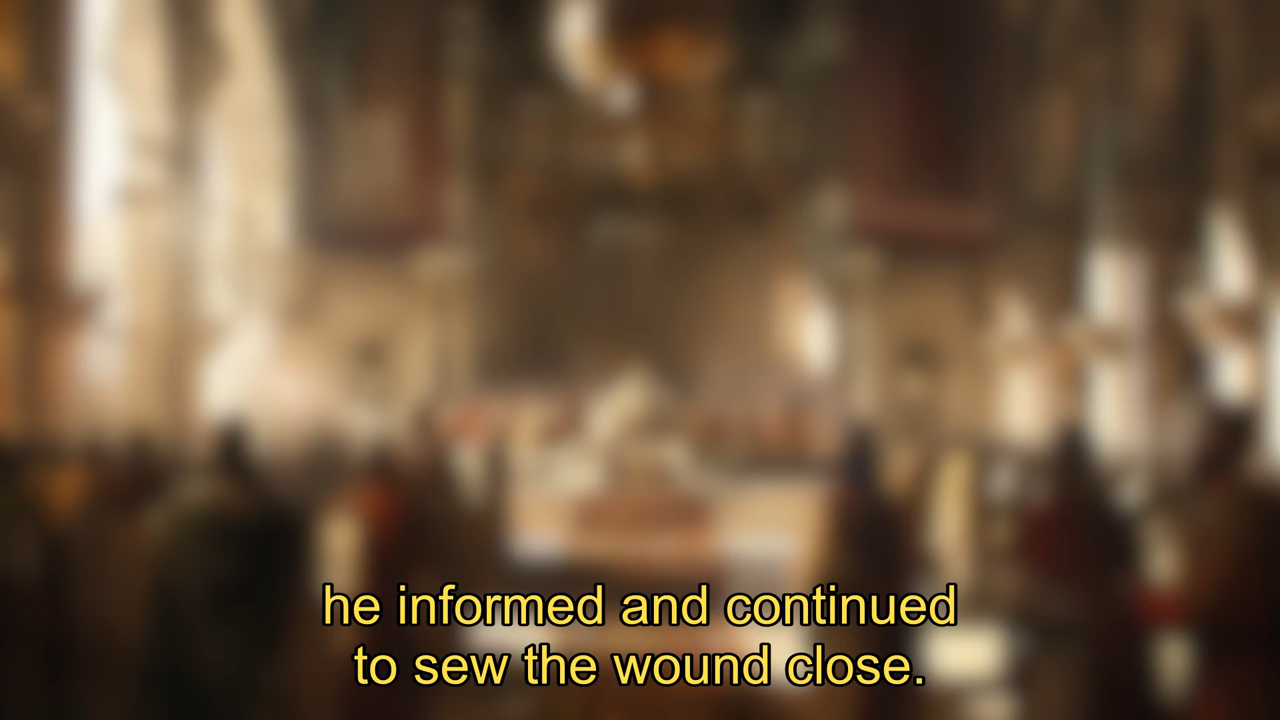 he informed and continued
to sew the wound close.